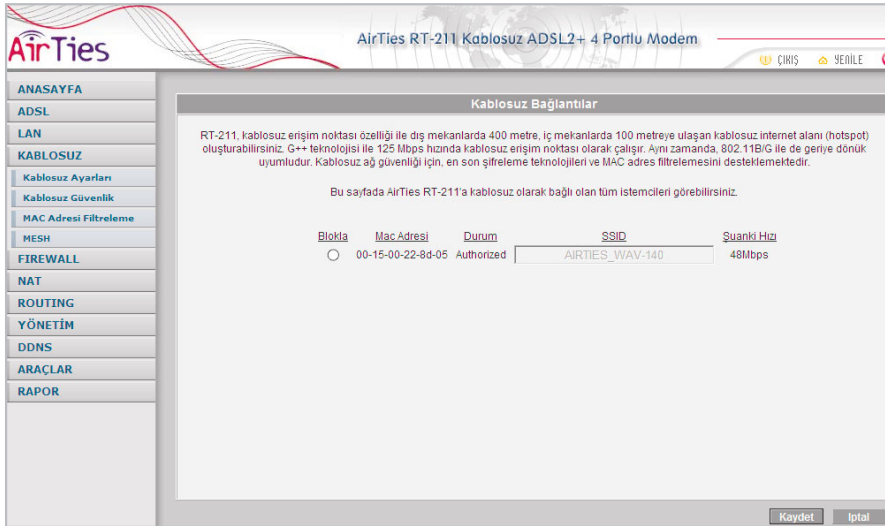 AirTies
AirTies RT-211 Kablosuz ADSL2+ 4 Portlu Modem
ÇIKIŞ
YENİLE
ANASAYFA
ADSL
LAN
KABLOSUZ
Kablosuz Ayarları
Kablosuz Güvenlik
MAC Adresi Filtreleme
MESH
FIREWALL
NAT
ROUTING
YÖNETİM
DDNS
ARAÇLAR
RAPOR
Kablosuz Bağlantılar
RT-211, kablosuz erişim noktası özelliği ile dış mekanlarda 400 metre, iç mekanlarda 100 metreye ulaşan kablosuz internet alanı (hotspot)
oluşturabilirsiniz. G++ teknolojisi ile 125 Mbps hızında kablosuz erişim noktası olarak çalışır. Aynı zamanda, 802.11B/G ile de geriye dönük
uyumludur. Kablosuz ağ güvenliği için, en son şifreleme teknolojileri ve MAC adres filtrelemesini desteklemektedir.
Bu sayfada AirTies RT-211'a kablosuz olarak bağlı olan tüm istemcileri görebilirsiniz.
Blokla Mac Adresi Durum SSID Şuanki Hızı
00-15-00-22-8d-05 Authorized AIRTIES_WAV-140 48Mbps
Kaydet İptal